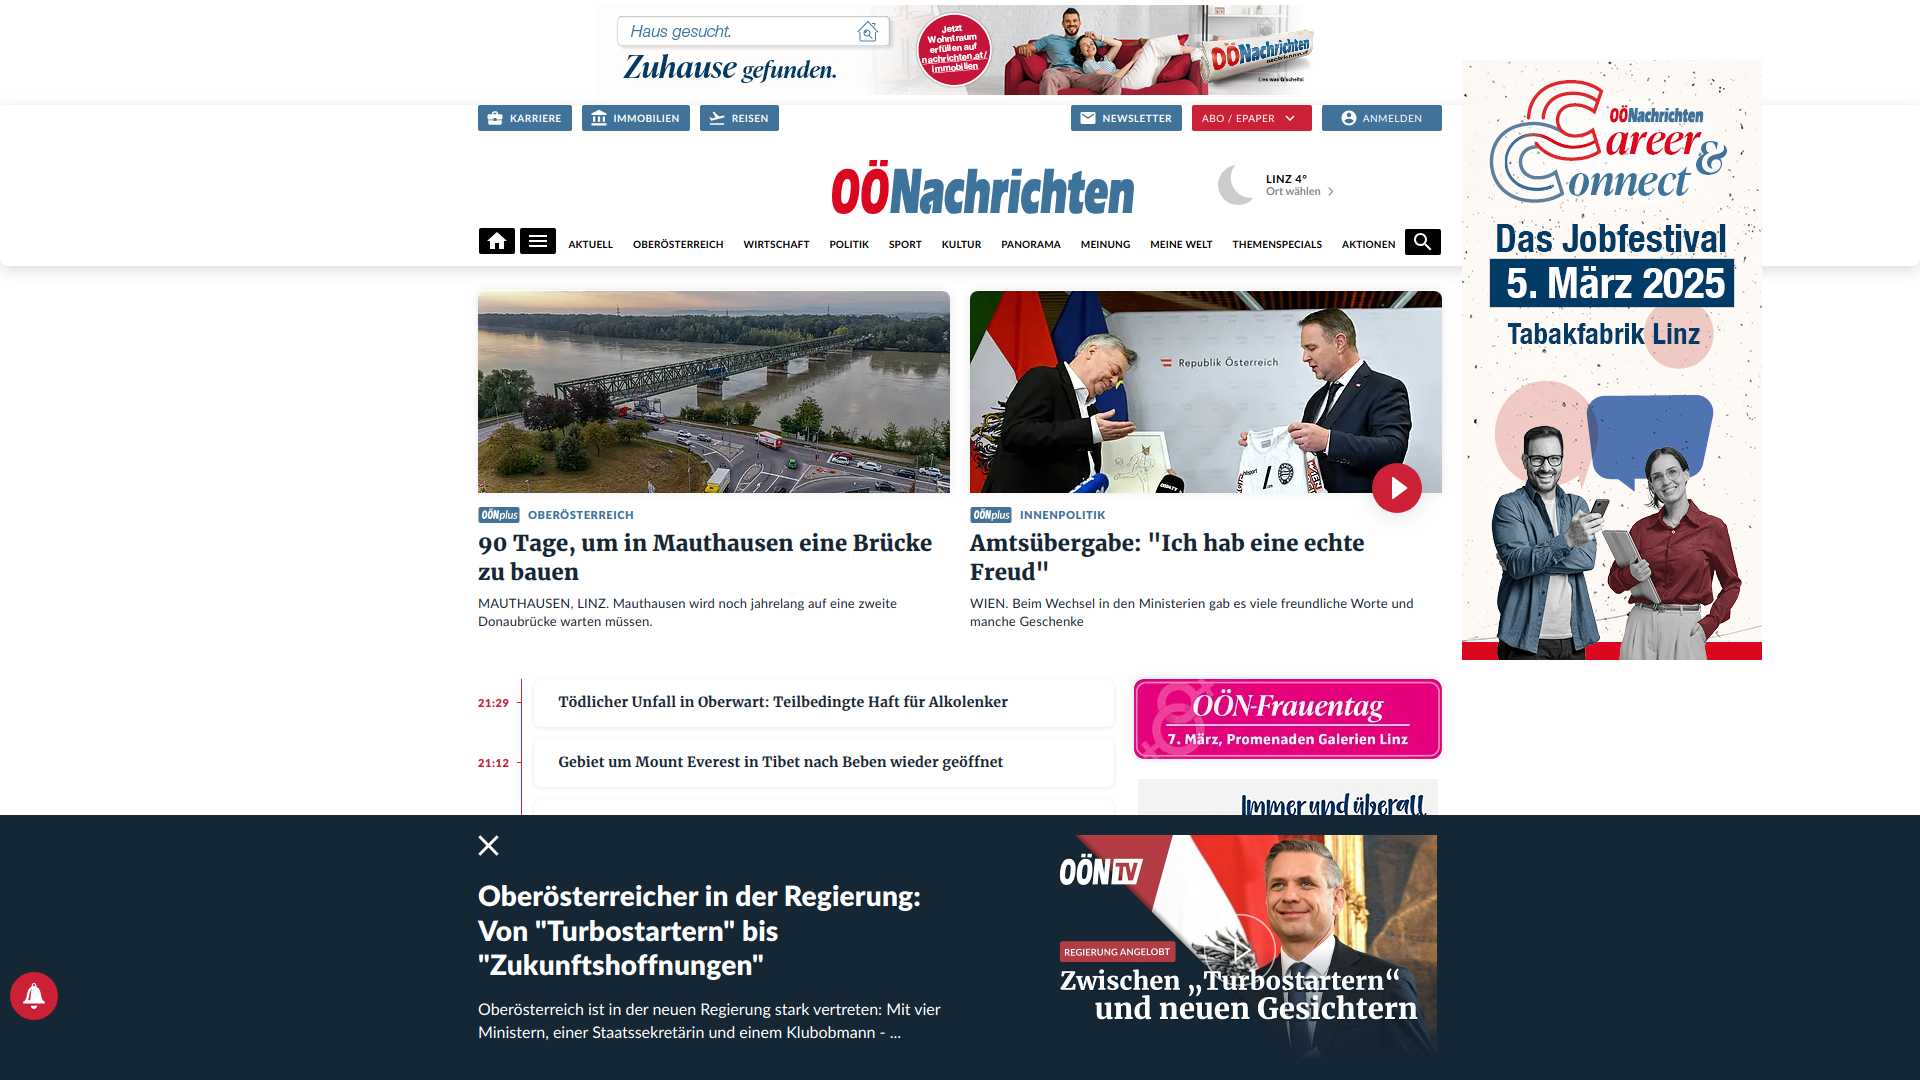 Haus gesucht.
Zuhause gefunden.
Jetzt
Wohntraum
erfüllen auf
nachrichten.at/
immobilien
OÖNachrichten
Lies was G'scheits!
KARRIERE
IMMOBILIEN
REISEN
NEWSLETTER
ABO / EPAPER
ANMELDEN
OÖNachrichten
LINZ 4°
Ort wählen
AKTUELL
OBERÖSTERREICH
WIRTSCHAFT
POLITIK
SPORT
KULTUR
PANORAMA
MEINUNG
MEINE WELT
THEMENSPECIALS
AKTIONEN
OÖNachrichten
Career &
Connect
Das Jobfestival
5. März 2025
Tabakfabrik Linz
Republik Österreich
OÖNplus OBERÖSTERREICH
90 Tage, um in Mauthausen eine Brücke
zu bauen
MAUTHAUSEN, LINZ. Mauthausen wird noch jahrelang auf eine zweite
Donaubrücke warten müssen.
OÖNplus INNENPOLITIK
Amtsübergabe: "Ich hab eine echte
Freud"
WIEN. Beim Wechsel in den Ministerien gab es viele freundliche Worte und
manche Geschenke
21:29 Tödlicher Unfall in Oberwart: Teilbedingte Haft für Alkolenker
21:12 Gebiet um Mount Everest in Tibet nach Beben wieder geöffnet
OÖN-Frauentag
7. März, Promenaden Galerien Linz
Immer und überall
Oberösterreicher in der Regierung:
Von "Turbostartern" bis
"Zukunftshoffnungen"
Oberösterreich ist in der neuen Regierung stark vertreten: Mit vier
Ministern, einer Staatssekretärin und einem Klubobmann - ...
OÖN TV
REGIERUNG ANGELOBT
Zwischen „Turbostartern“
und neuen Gesichtern